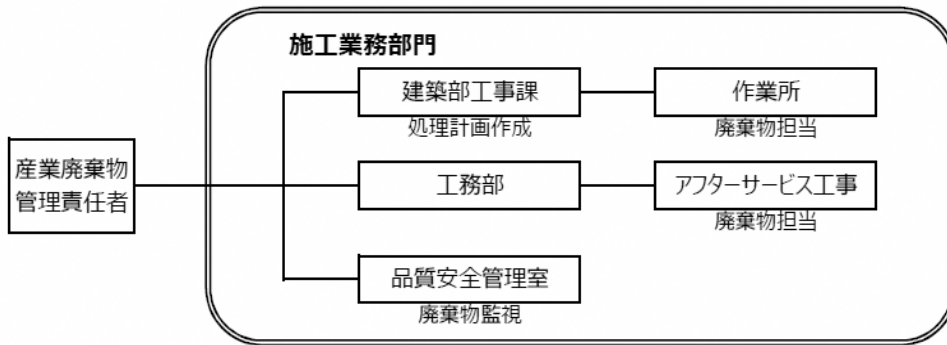 施工業務部門
建築部工事課
処理計画作成
作業所
廃棄物担当
産業廃棄物
管理責任者
工務部
アフターサービス工事
廃棄物担当
品質安全管理室
廃棄物監視